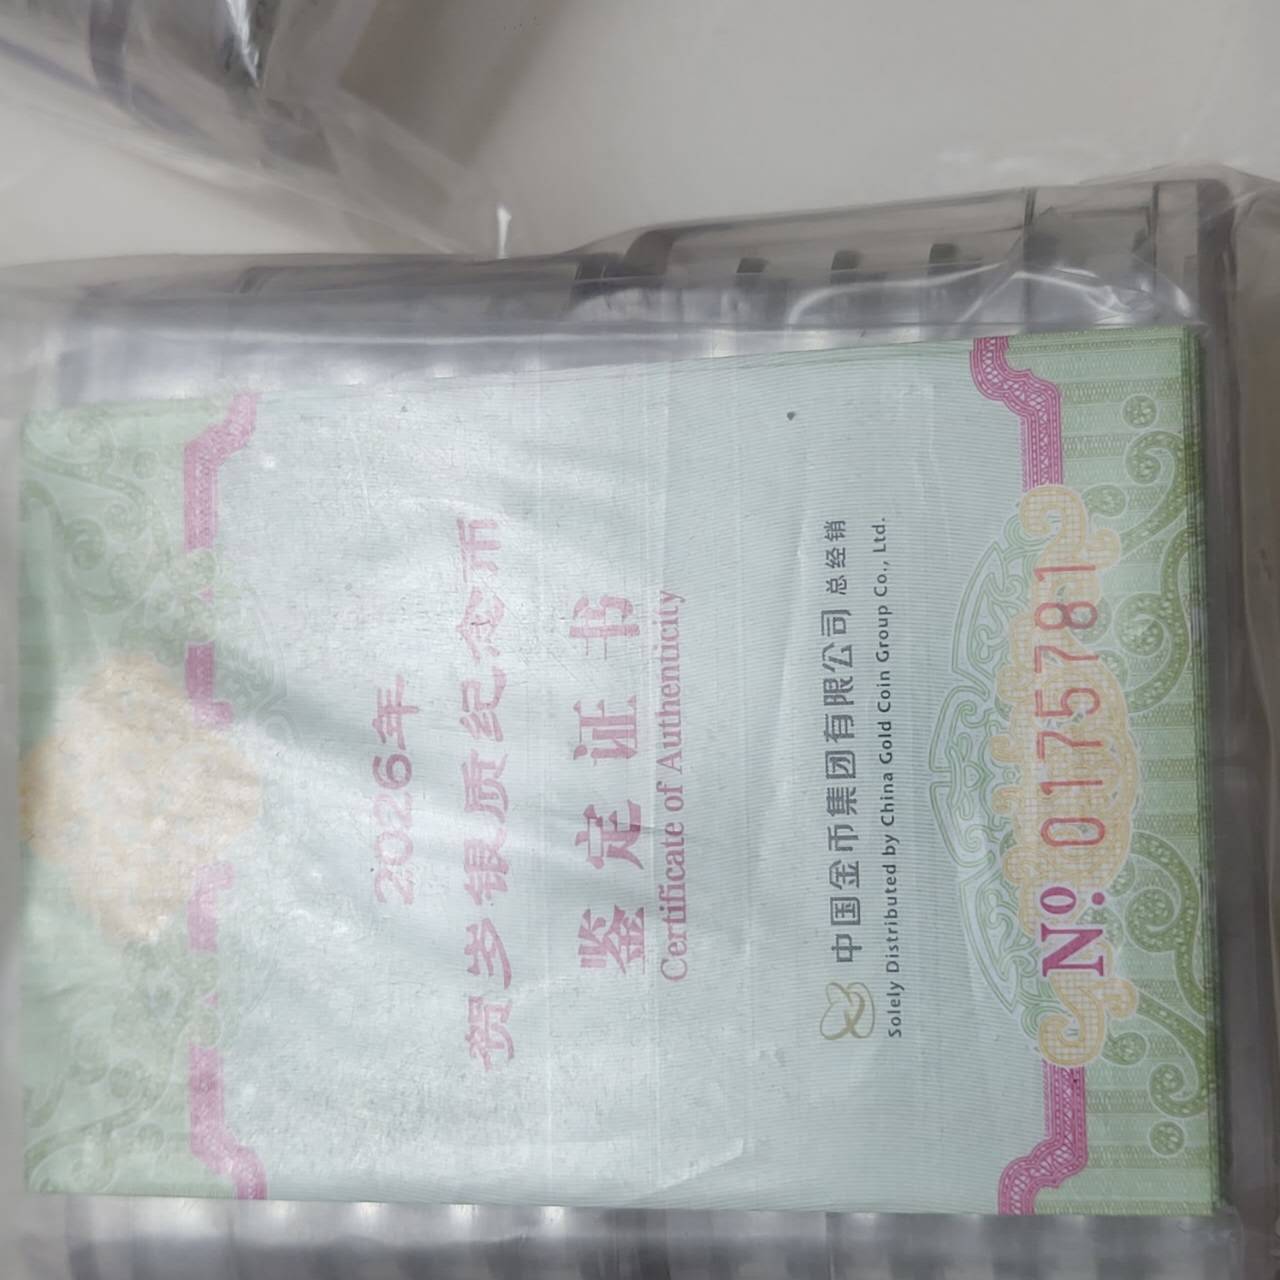 2026年
贺岁银质纪念币
鉴定证书
Certificate of Authenticity
中国金币集团有限公司 总经销
Solely Distributed by China Gold Coin Group Co., Ltd.
Nº. 0175781